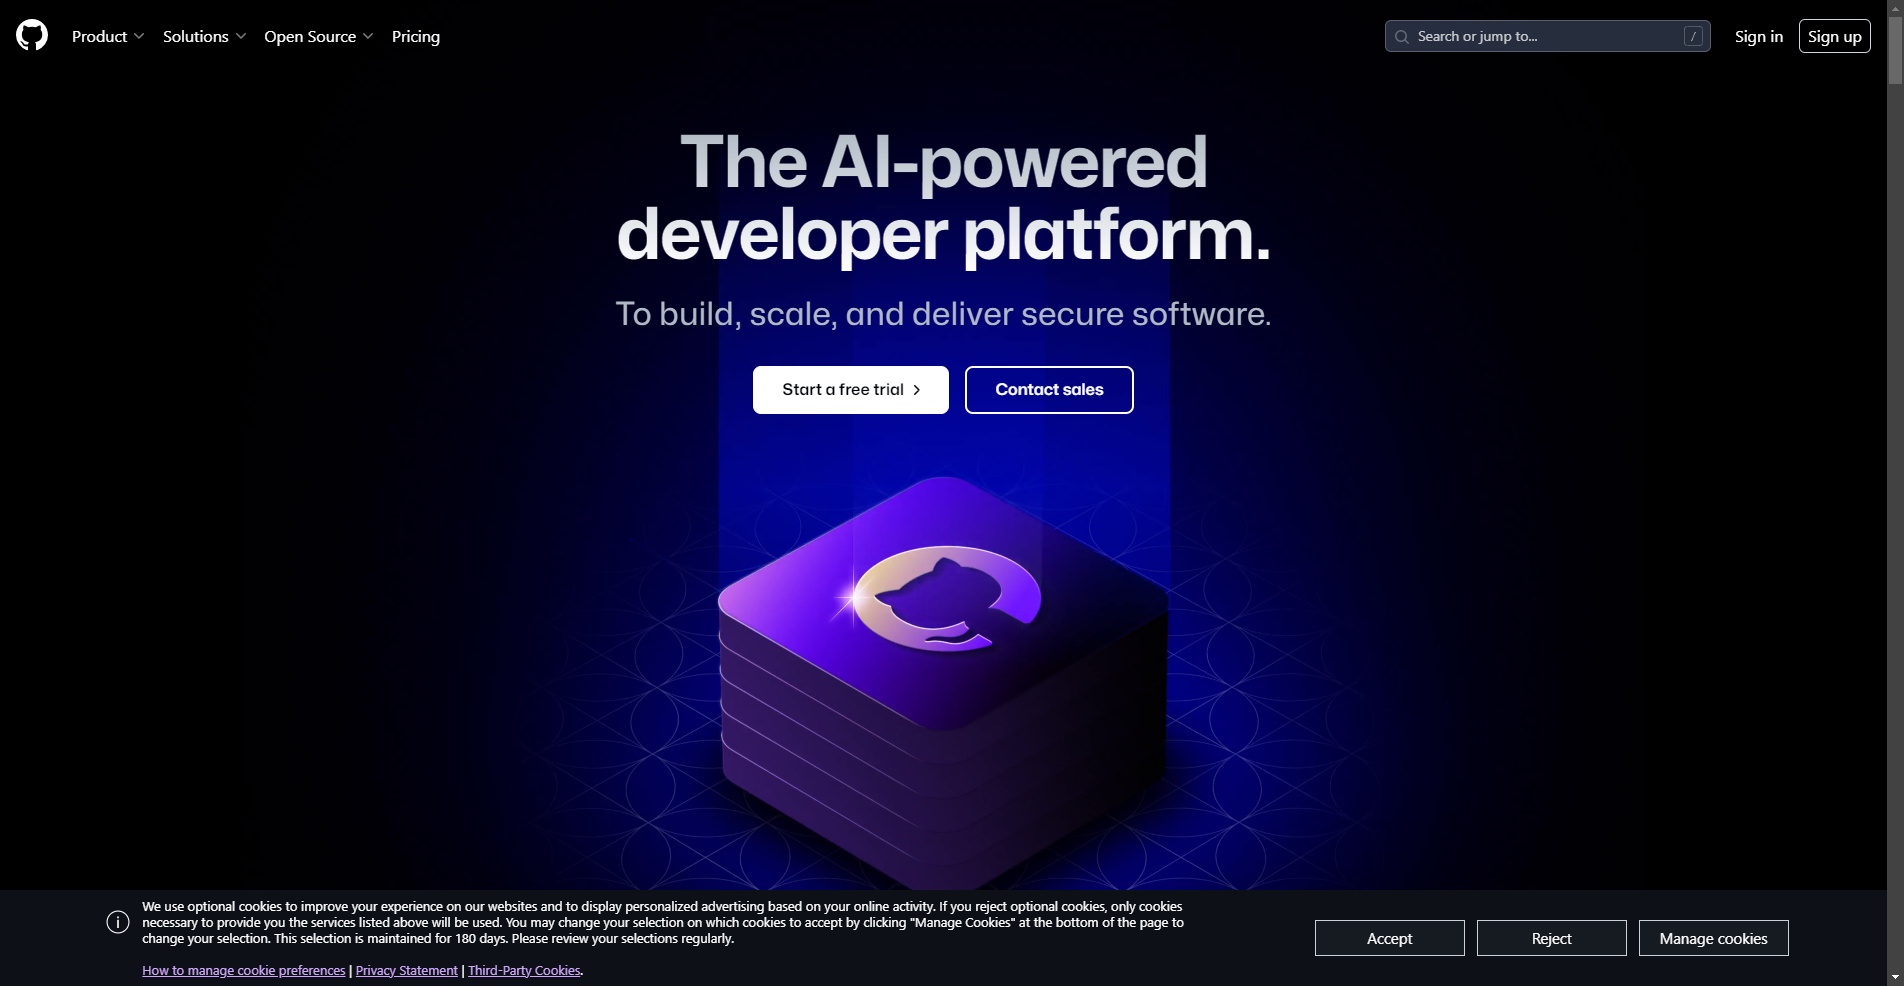 Product
Solutions
Open Source
Pricing
Search or jump to...
/
Sign in
Sign up
The AI-powered
developer platform.
To build, scale, and deliver secure software.
Start a free trial
Contact sales
We use optional cookies to improve your experience on our websites and to display personalized advertising based on your online activity. If you reject optional cookies, only cookies
necessary to provide you the services listed above will be used. You may change your selection on which cookies to accept by clicking "Manage Cookies" at the bottom of the page to
change your selection. This selection is maintained for 180 days. Please review your selections regularly.
How to manage cookie preferences | Privacy Statement | Third-Party Cookies.
Accept
Reject
Manage cookies